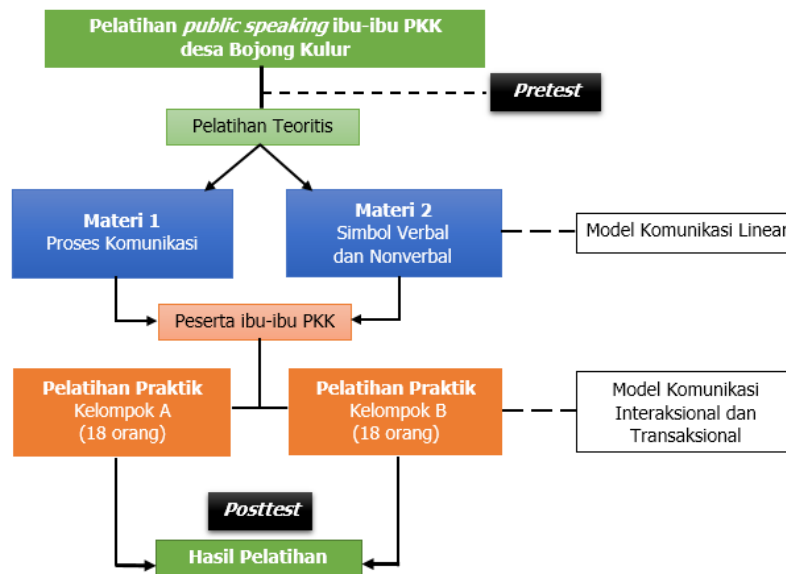 Pelatihan public speaking ibu-ibu PKK
desa Bojong Kulur
Pretest
Pelatihan Teoritis
Materi 1
Proses Komunikasi
Materi 2
Simbol Verbal
dan Nonverbal
Model Komunikasi Linear
Peserta ibu-ibu PKK
Pelatihan Praktik
Kelompok A
(18 orang)
Pelatihan Praktik
Kelompok B
(18 orang)
Model Komunikasi
Interaksional dan
Transaksional
Posttest
Hasil Pelatihan